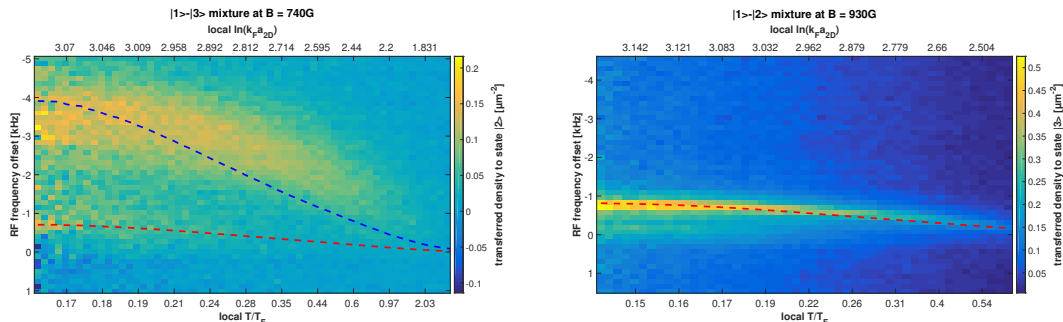 |1>-|3> mixture at B = 740G
local ln(k_F a_2D)
3.07 3.046 3.009 2.958 2.892 2.812 2.714 2.595 2.44 2.2 1.831
RF frequency offset [kHz]
-5
-4
-3
-2
-1
0
1
0.17 0.18 0.19 0.21 0.24 0.28 0.35 0.44 0.6 0.97 2.03
local T/T_F
0.2
0.15
0.1
0.05
0
-0.05
-0.1
transferred density to state |2> [μm⁻²]
|1>-|2> mixture at B = 930G
local ln(k_F a_2D)
3.142 3.121 3.083 3.032 2.962 2.879 2.779 2.66 2.504
RF frequency offset [kHz]
-4
-3
-2
-1
0
1
0.15 0.16 0.17 0.19 0.22 0.26 0.31 0.4 0.54
local T/T_F
0.5
0.45
0.4
0.35
0.3
0.25
0.2
0.15
0.1
0.05
transferred density to state |3> [μm⁻²]